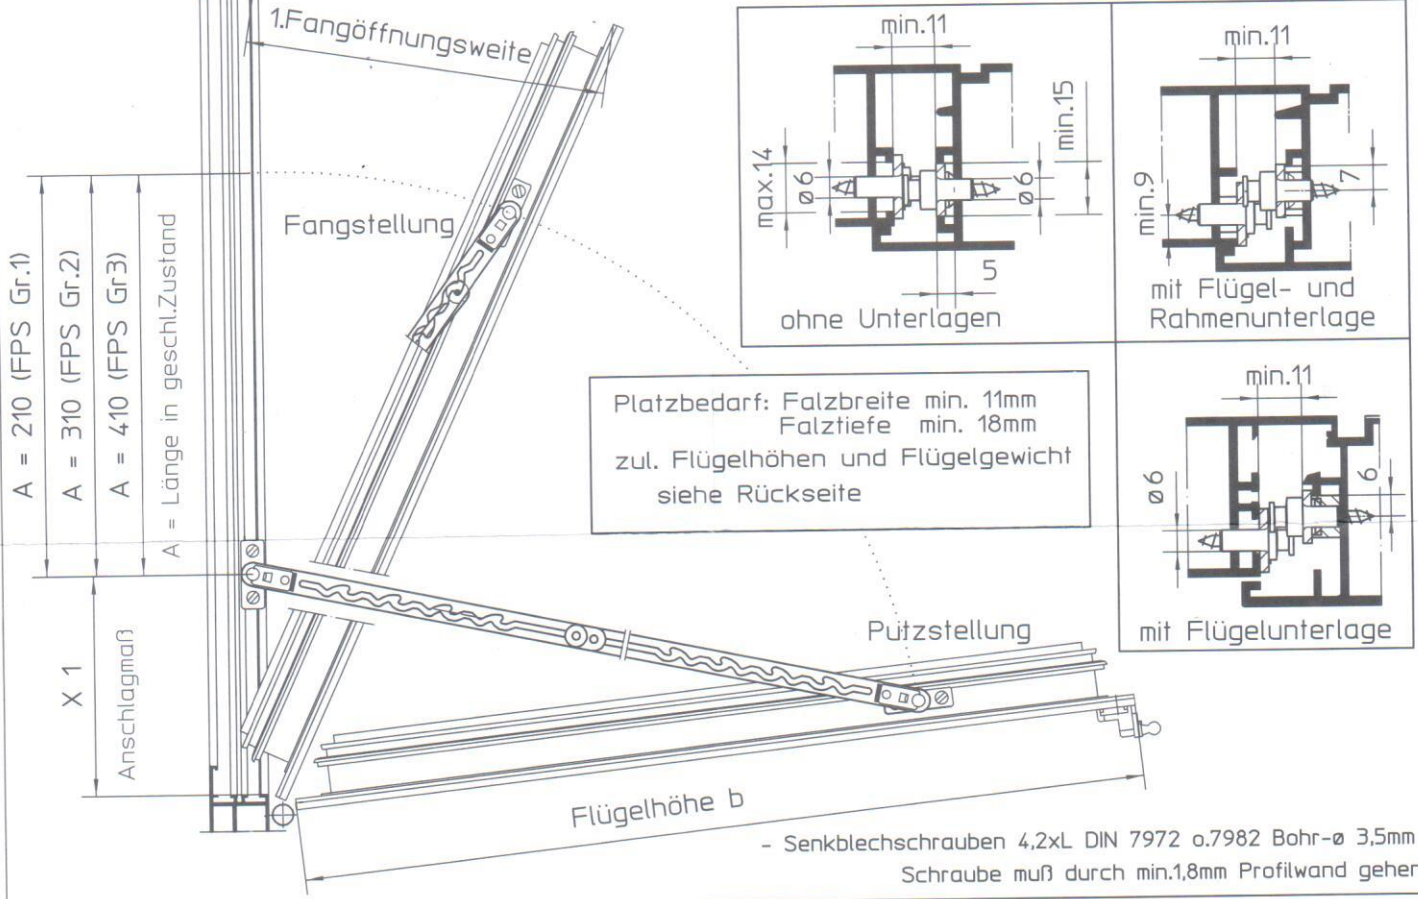 1.Fangöffnungsweite
Fangstellung
A = 210 (FPS Gr.1)
A = 310 (FPS Gr.2)
A = 410 (FPS Gr3)
A = Länge in geschl.Zustand
X 1
Anschlagmaß
Platzbedarf: Falzbreite min. 11mm
Falztiefe min. 18mm
zul. Flügelhöhen und Flügelgewicht
siehe Rückseite
Putzstellung
Flügelhöhe b
min.11
max.14
ø6
ø6
min.15
5
ohne Unterlagen
min.11
min.9
7
mit Flügel- und
Rahmenunterlage
min.11
ø6
6
mit Flügelunterlage
- Senkblechschrauben 4,2xL DIN 7972 o.7982 Bohr-ø 3,5mm
Schraube muß durch min.1,8mm Profilwand gehen